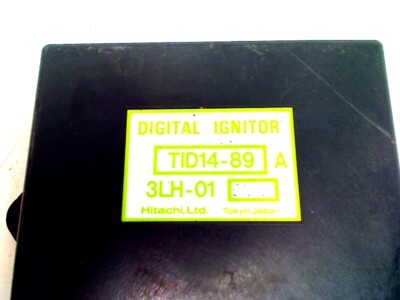 DIGITAL IGNITOR
TID14-89 A
3LH-01
Hitachi, Ltd. Tokyo Japan